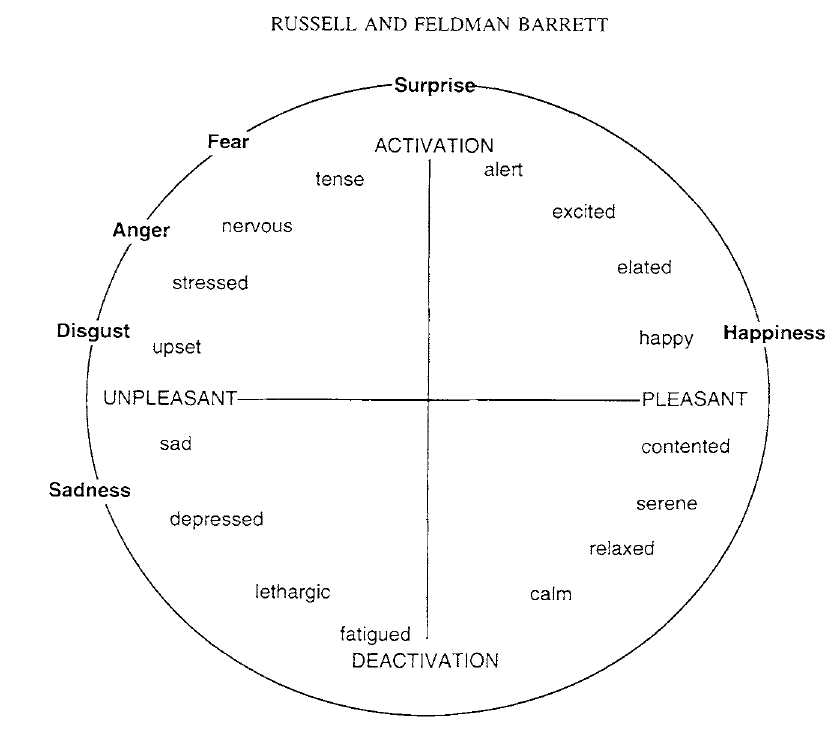 RUSSELL AND FELDMAN BARRETT
Surprise
Fear
ACTIVATION
tense
alert
excited
Anger
nervous
elated
stressed
Disgust
upset
happy
Happiness
UNPLEASANT
PLEASANT
sad
contented
Sadness
serene
depressed
relaxed
lethargic
calm
fatigued
DEACTIVATION